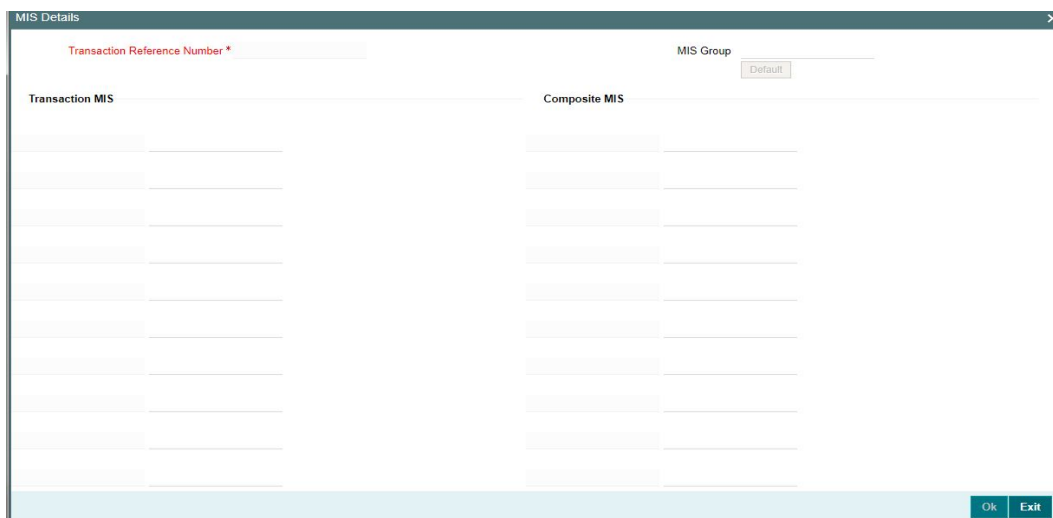 MIS Details
Transaction Reference Number * MIS Group
Default
Transaction MIS Composite MIS
Ok Exit